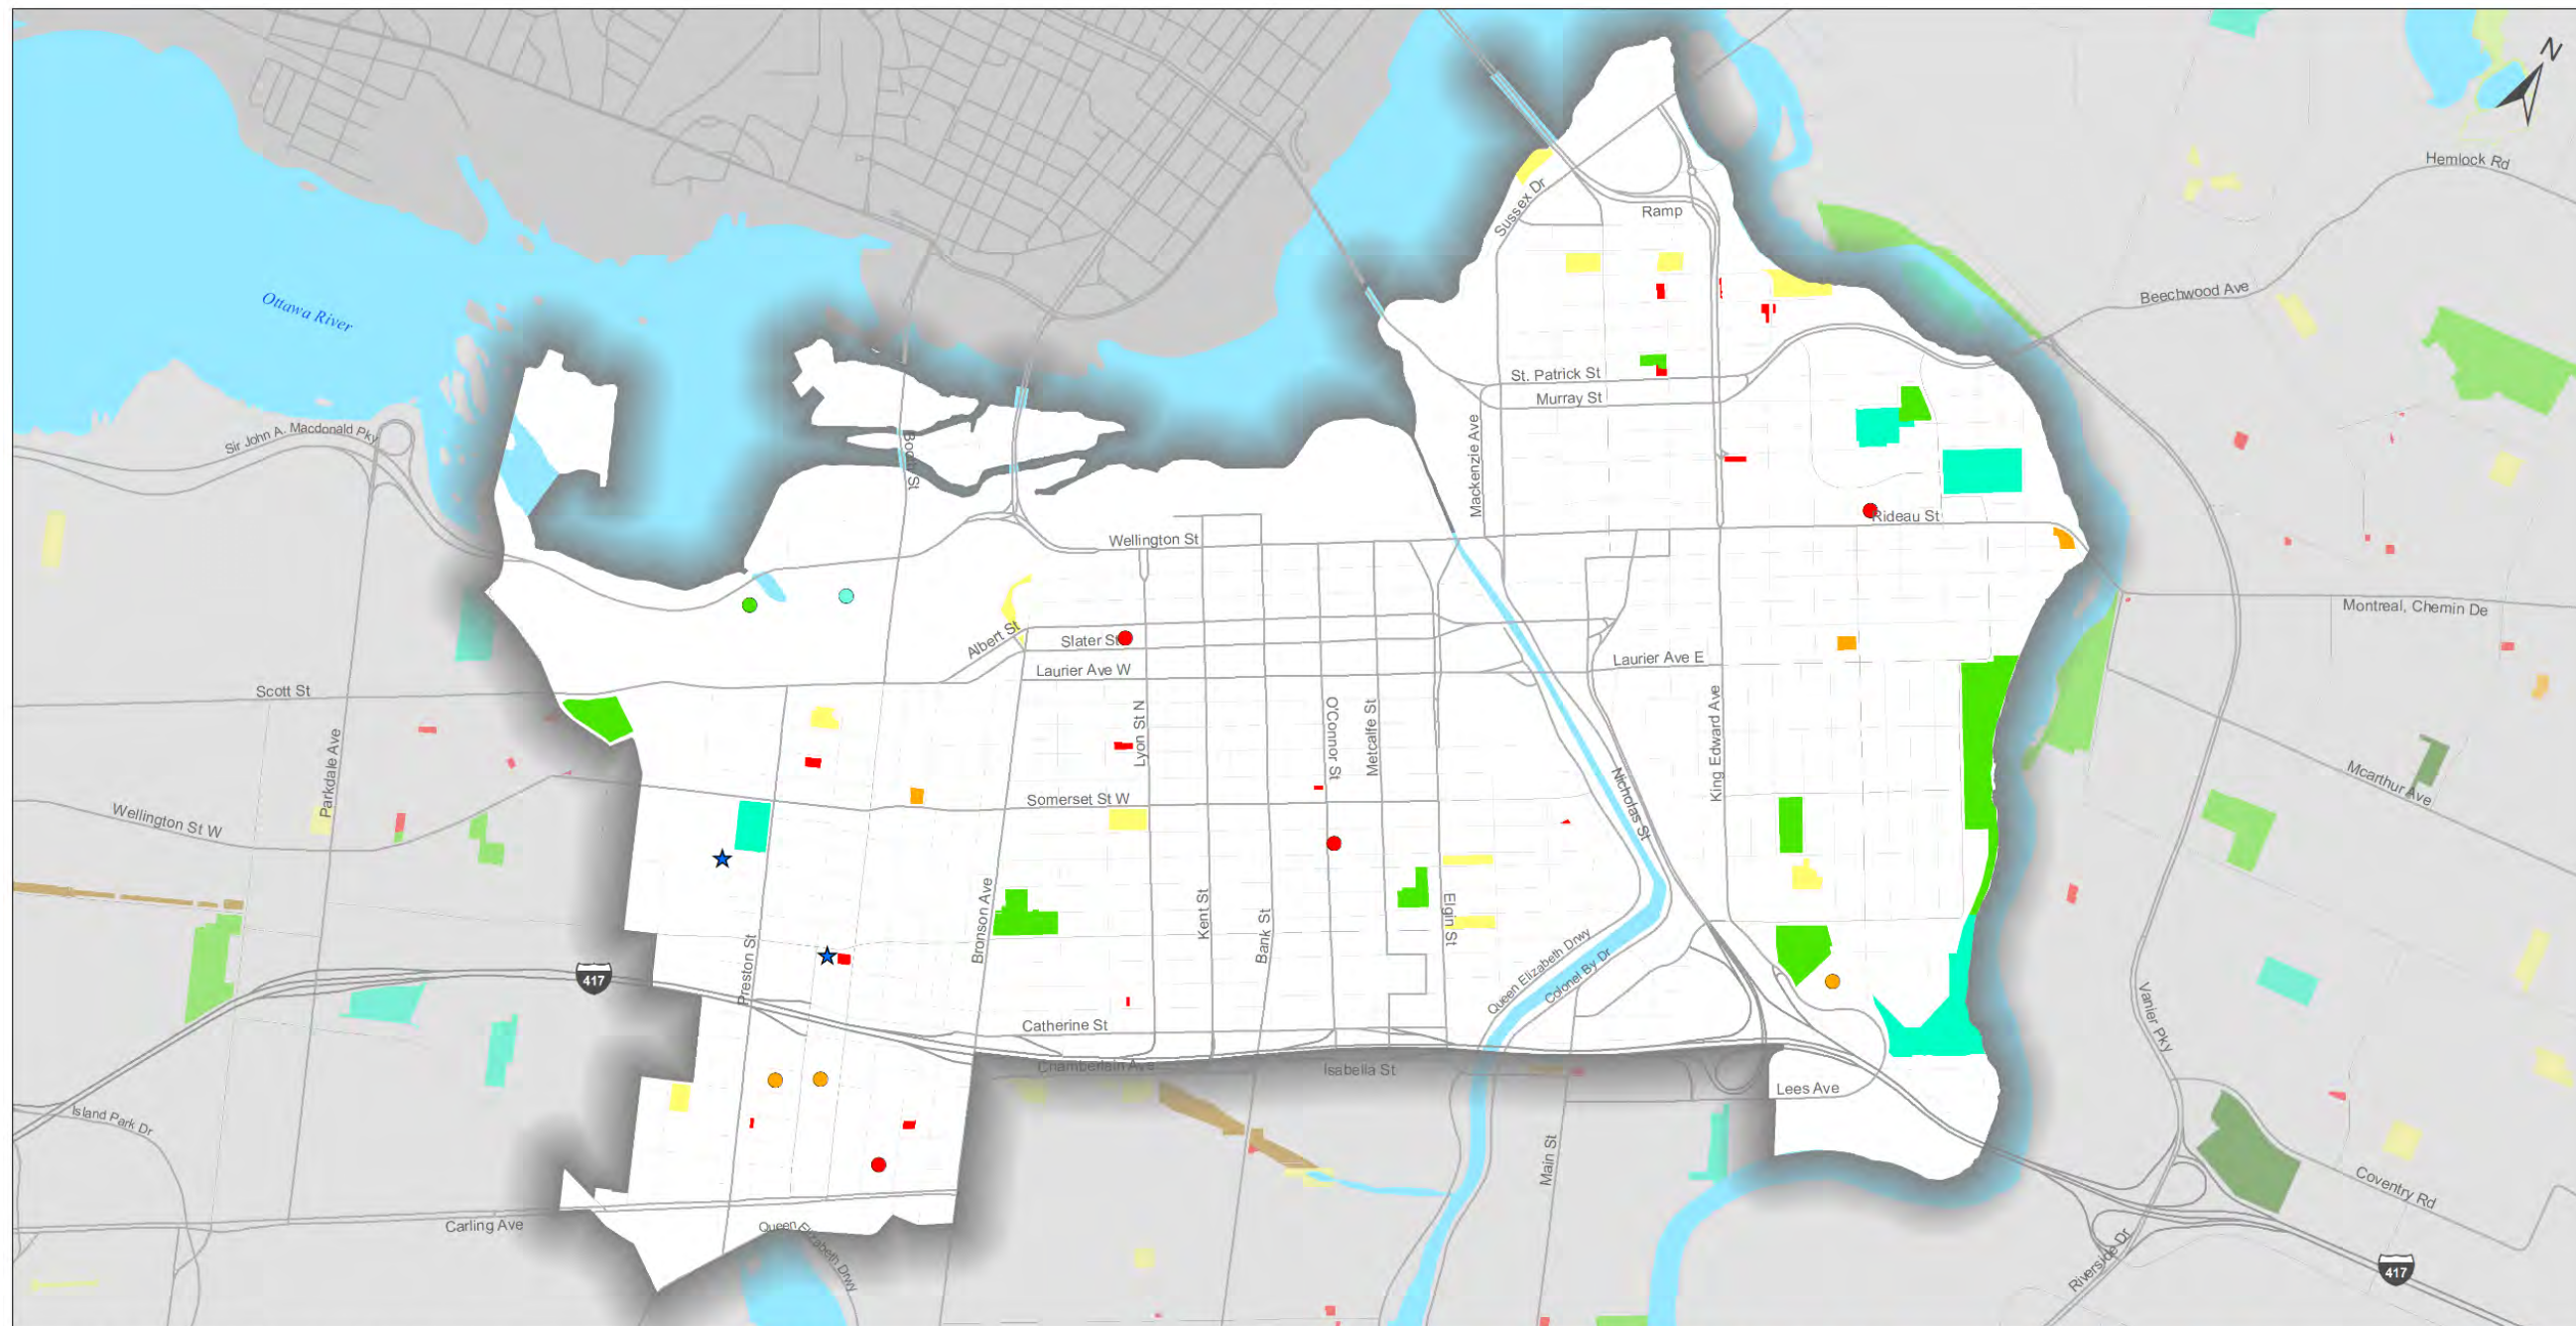 N
Hemlock Rd
Sussex Dr
Ramp
Beechwood Ave
Ottawa River
St. Patrick St
Murray St
Sir John A. Macdonald Pky
Booth St
Mackenzie Ave
Rideau St
Wellington St
Montreal, Chemin De
Albert St
Slater St
Laurier Ave W
Laurier Ave E
Scott St
Parkdale Ave
Lyon St N
O'Connor St
Metcalfe St
King Edward Ave
Nicholas St
Mcarthur Ave
Wellington St W
Somerset St W
Preston St
Bronson Ave
Kent St
Bank St
Elgin St
Queen Elizabeth Drwy
Colonel By Dr
417
Vanier Pky
Catherine St
Chamberlain Ave
Isabella St
Lees Ave
Island Park Dr
Main St
Coventry Rd
Carling Ave
Queen Elizabeth Drwy
Riverside Dr
417